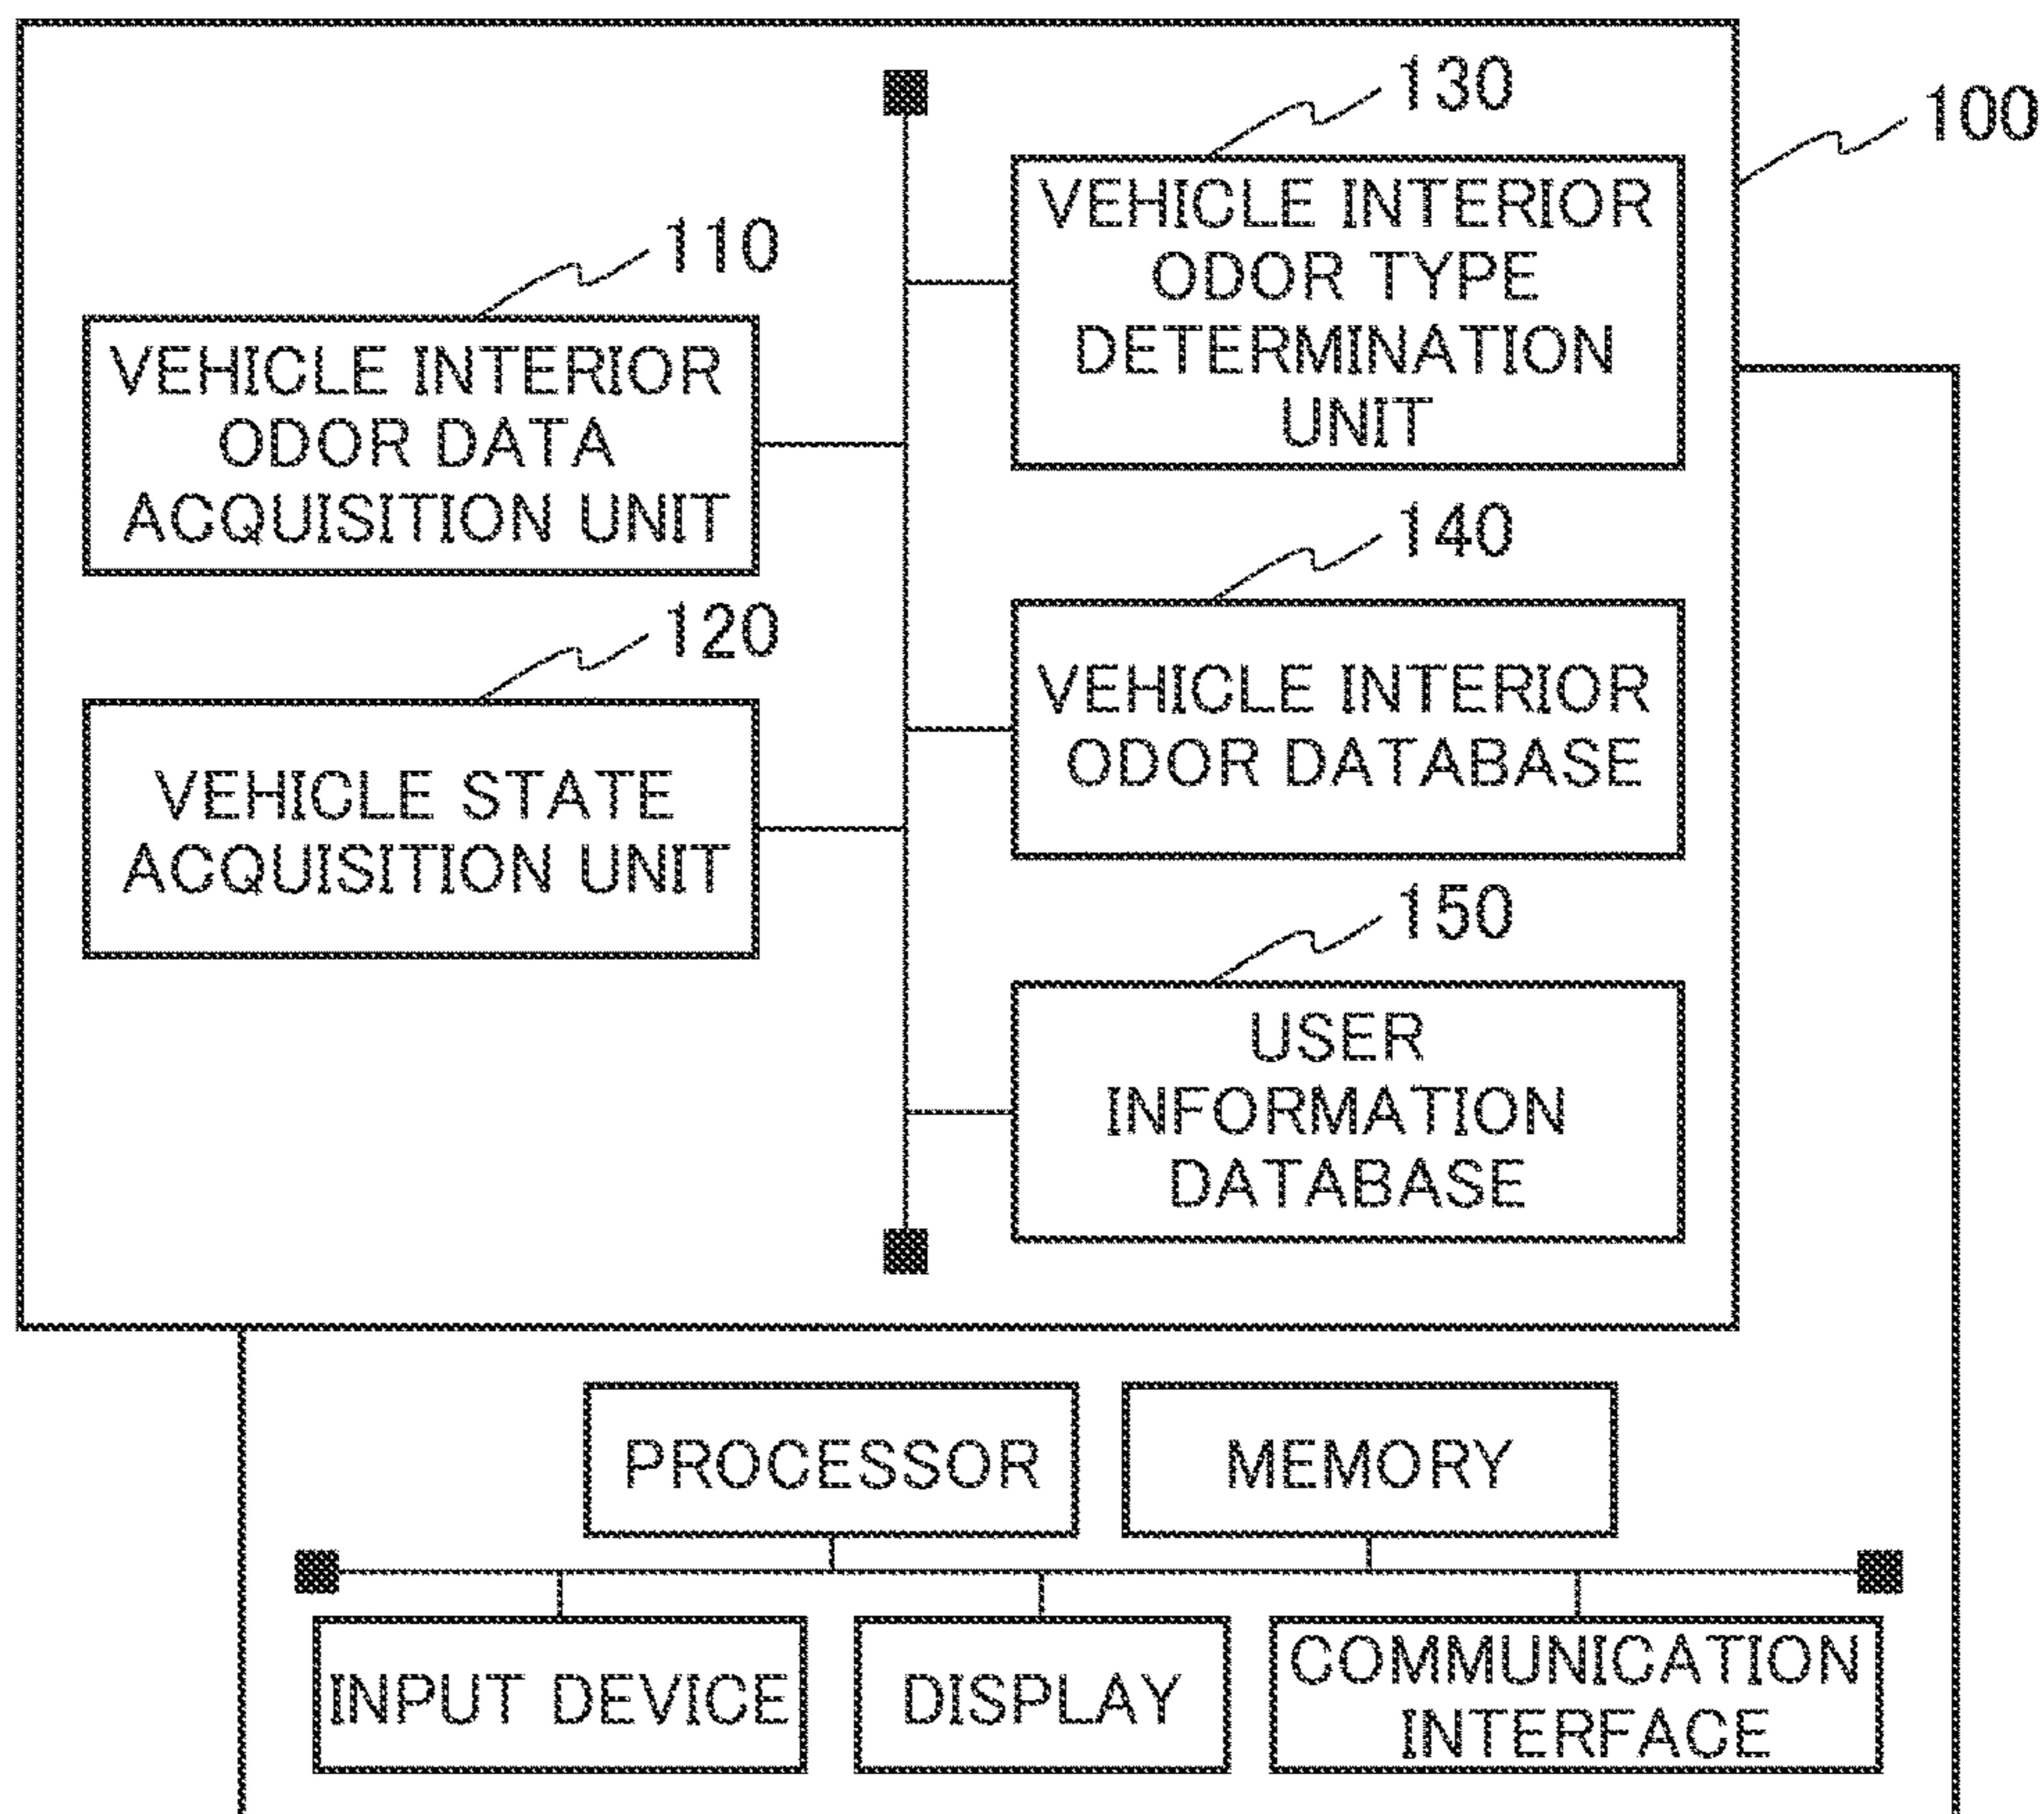 100
110
VEHICLE INTERIOR
ODOR DATA
ACQUISITION UNIT
120
VEHICLE STATE
ACQUISITION UNIT
130
VEHICLE INTERIOR
ODOR TYPE
DETERMINATION
UNIT
140
VEHICLE INTERIOR
ODOR DATABASE
150
USER
INFORMATION
DATABASE
PROCESSOR
MEMORY
INPUT DEVICE
DISPLAY
COMMUNICATION
INTERFACE